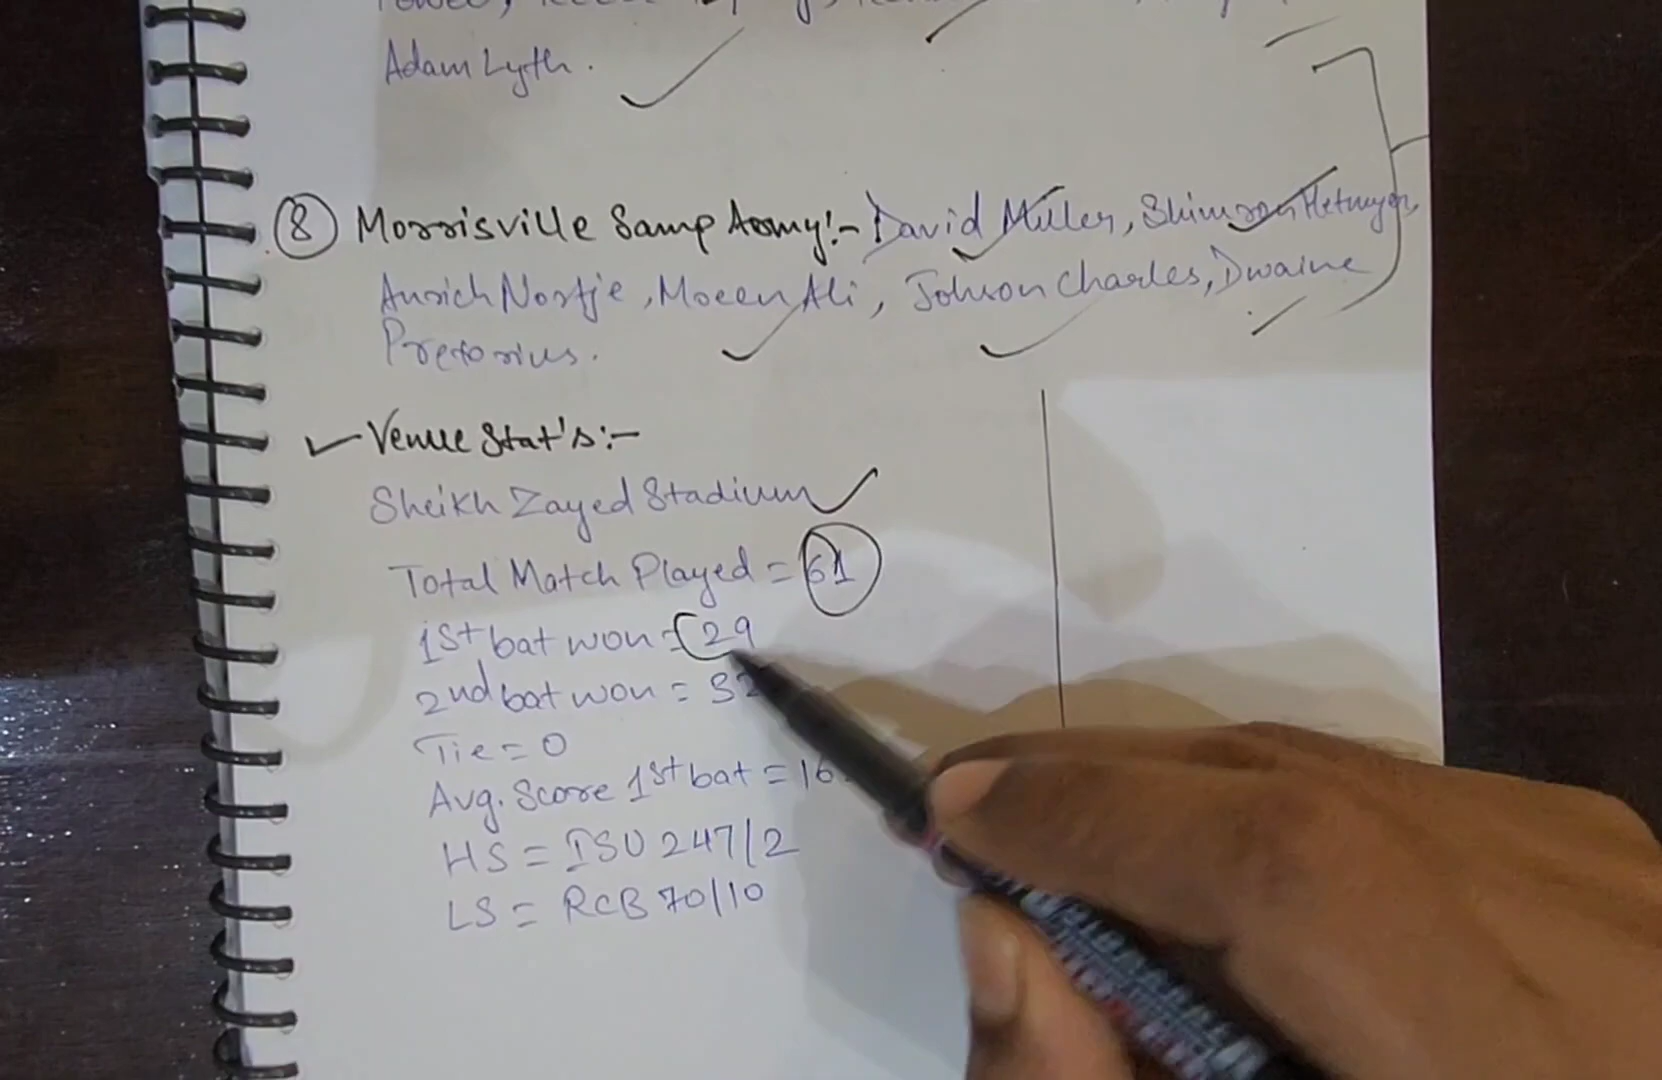 Adam Lyth.
8 Morrisville Samp Army:- David Miller, Shimron Hetmyer,
Anrich Nortje, Moeen Ali, Johnson Charles, Dwaine
Pretorius.
Venue Stat's:-
Sheikh Zayed Stadium
Total Match Played = 61
1st bat won = 29
2nd bat won =
Tie = 0
Avg. Score 1st bat =
HS = ISU 247/2
LS = RCB 70/10